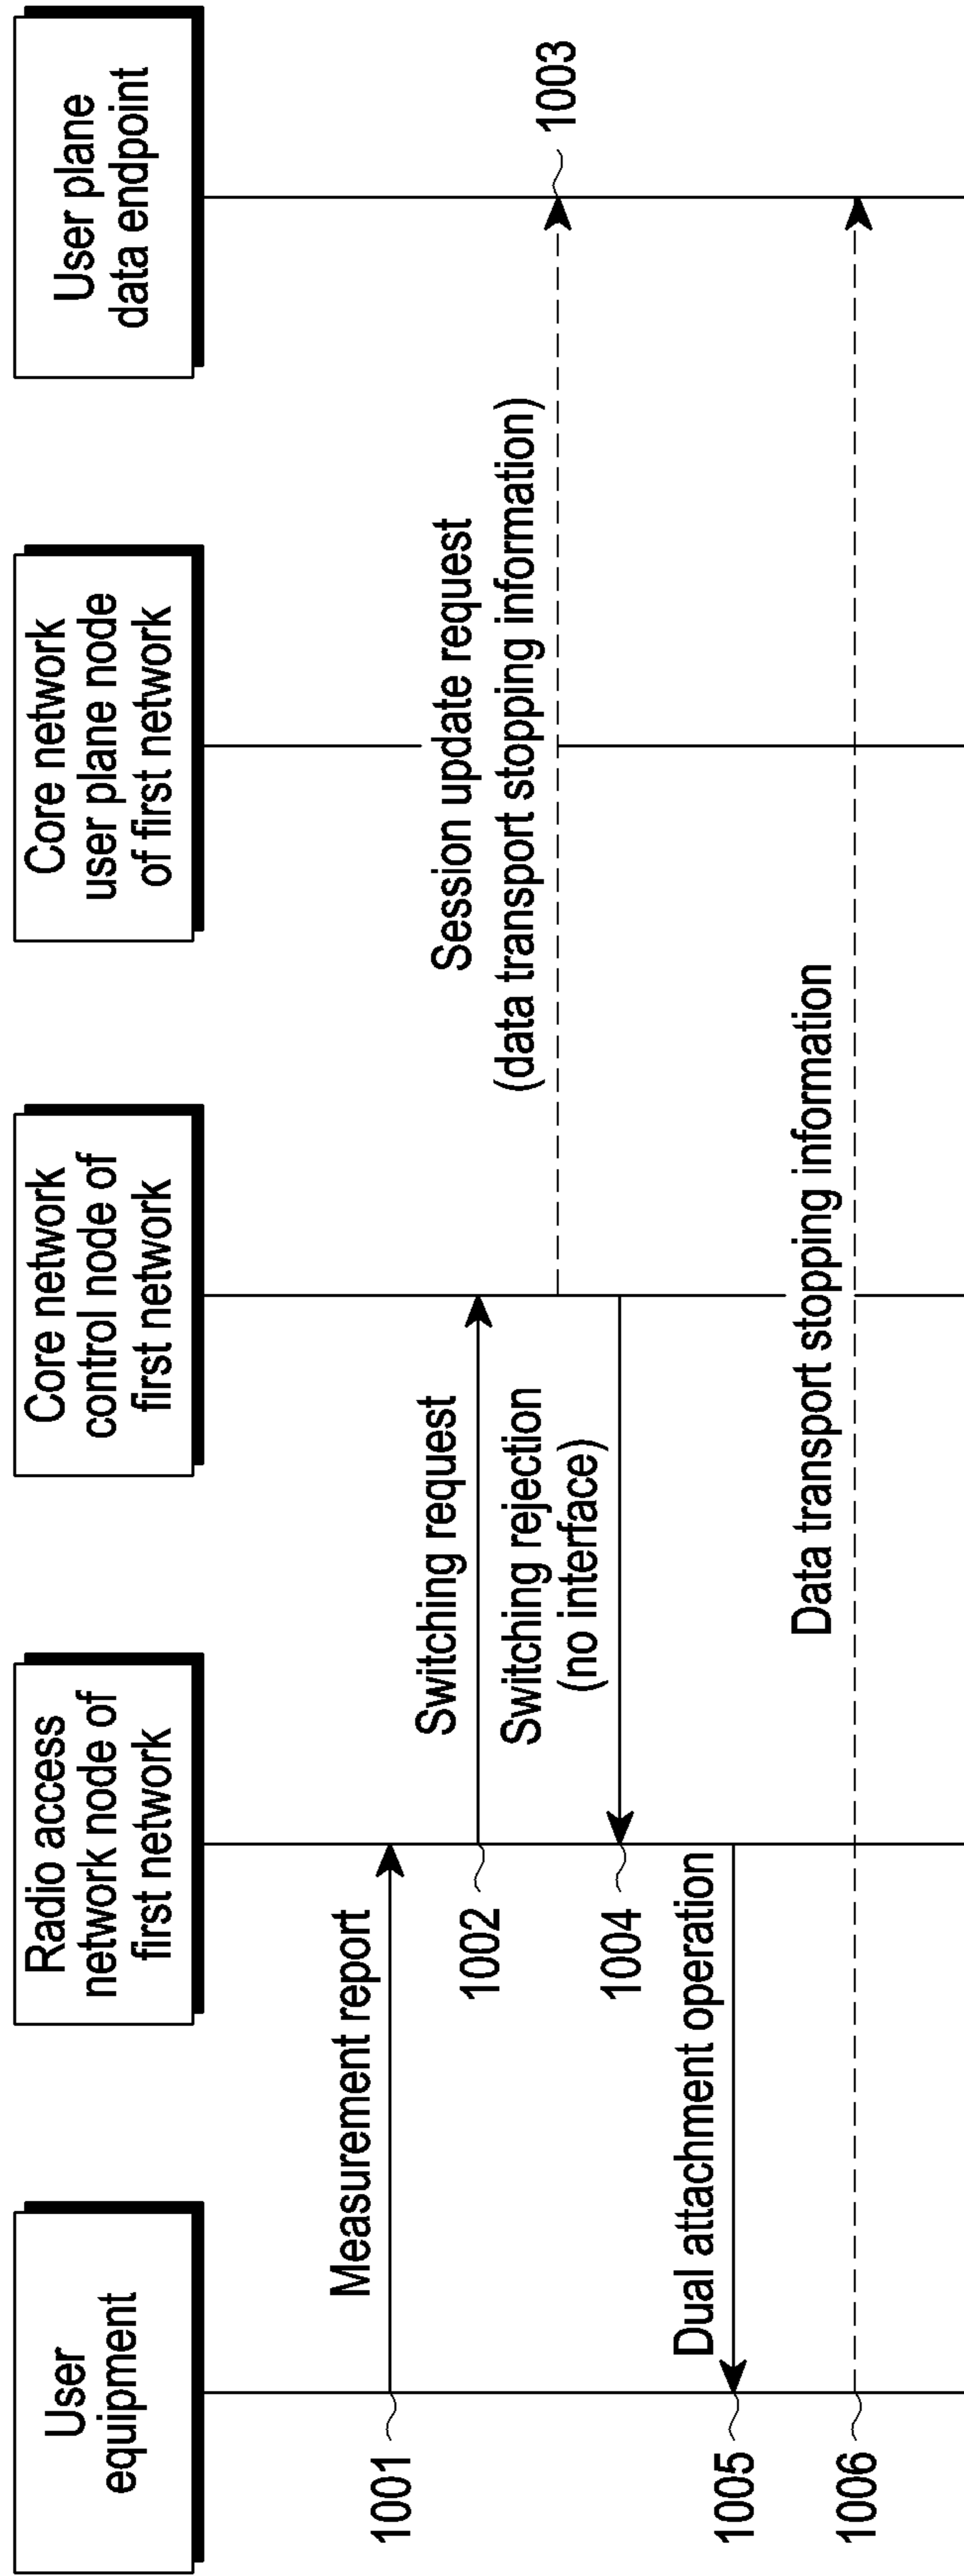 User
equipment
Radio access
network node of
first network
Core network
control node of
first network
Core network
user plane node
of first network
User plane
data endpoint
Measurement report
1001
Switching request
1002
Session update request
(data transport stopping information)
1003
Switching rejection
(no interface)
1004
Dual attachment operation
1005
Data transport stopping information
1006